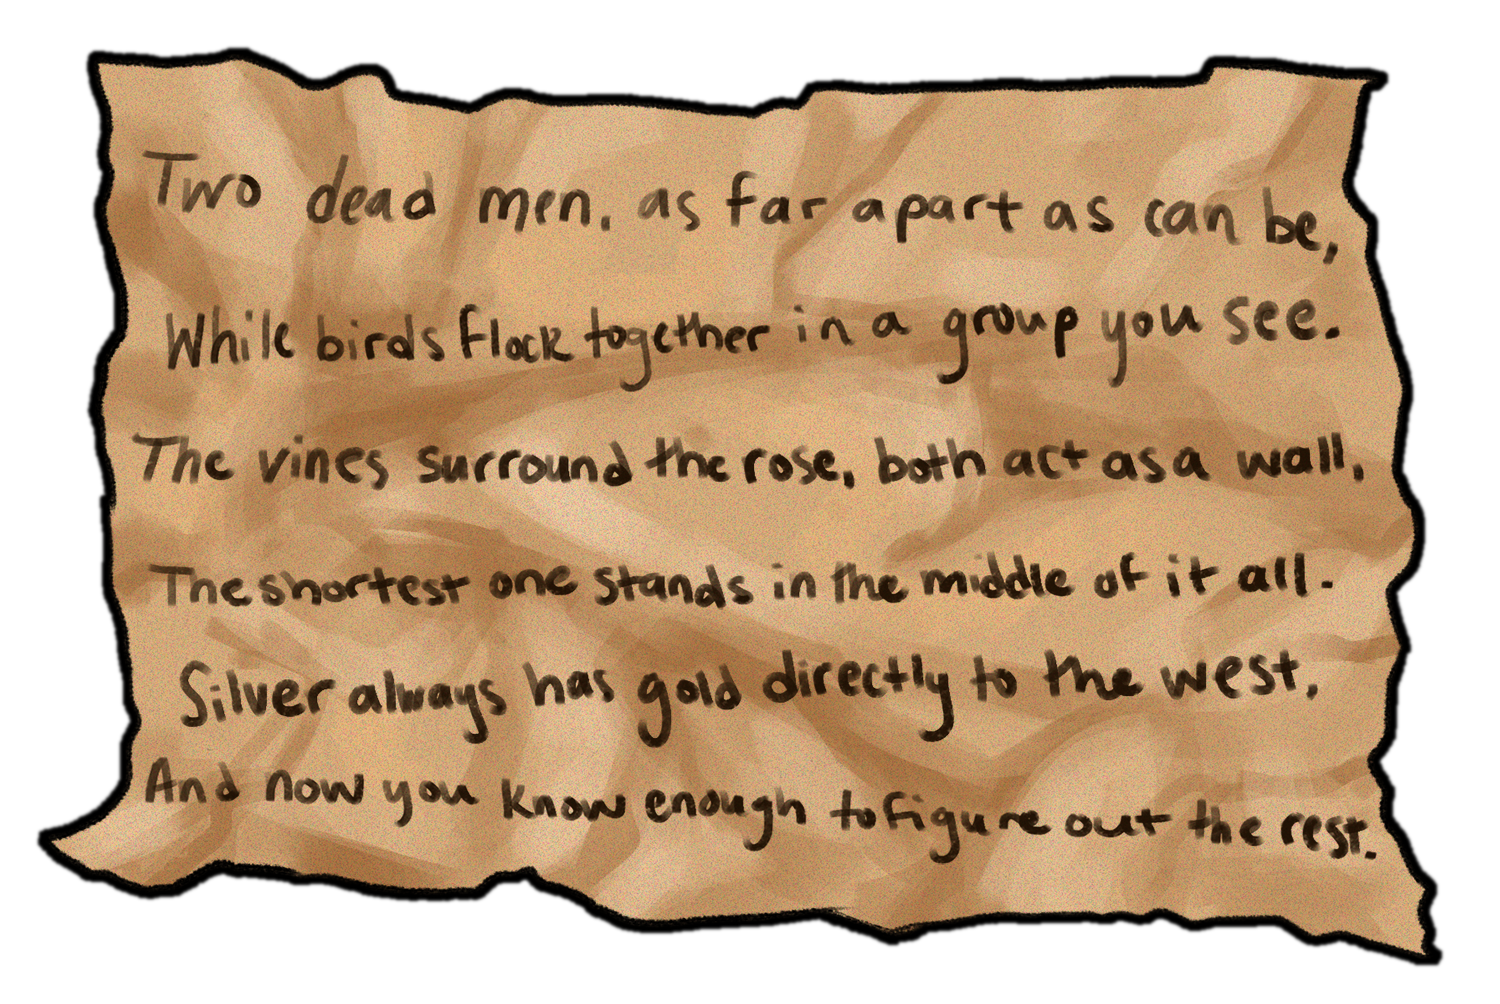 Two dead men, as far apart as can be,
While birds flock together in a group you see.
The vines surround the rose, both act as a wall,
The shortest one stands in the middle of it all.
Silver always has gold directly to the west,
And now you know enough to figure out the rest.